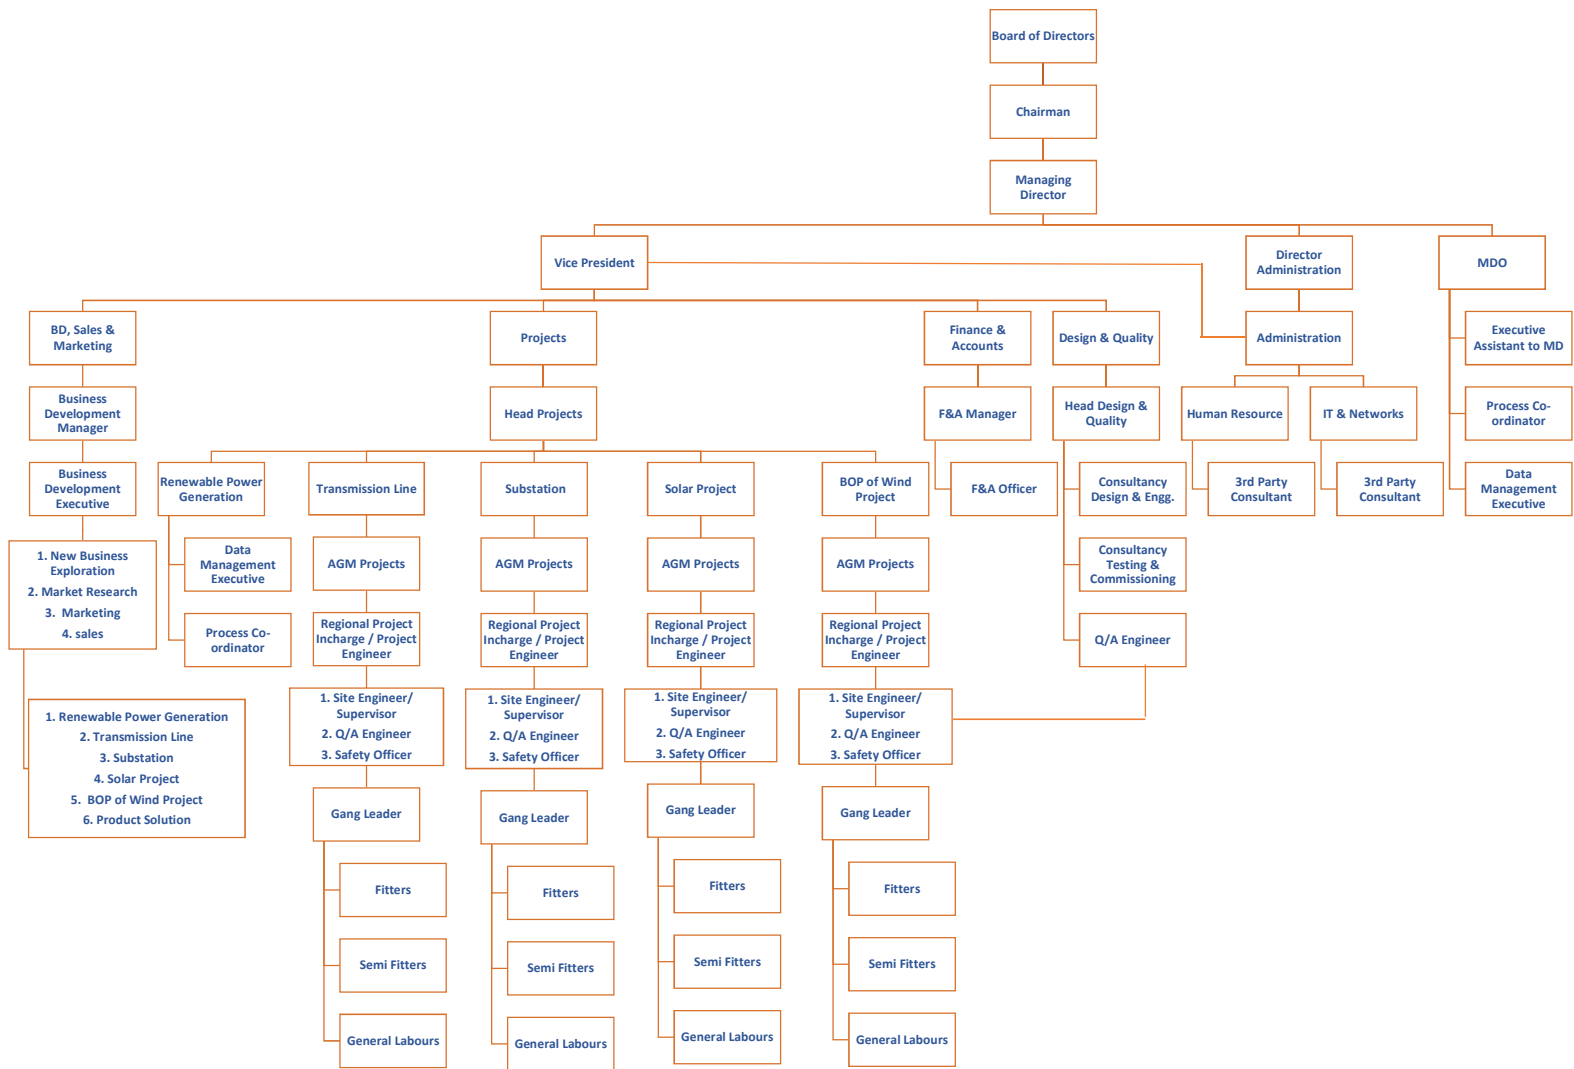 Board of Directors
Chairman
Managing
Director
Vice President
Director
Administration
MDO
BD, Sales &
Marketing
Projects
Finance &
Accounts
Design & Quality
Administration
Executive
Assistant to MD
Business
Development
Manager
Head Projects
F&A Manager
Head Design &
Quality
Human Resource
IT & Networks
Process Co-
ordinator
Business
Development
Executive
Renewable Power
Generation
Transmission Line
Substation
Solar Project
BOP of Wind
Project
F&A Officer
Consultancy
Design & Engg.
3rd Party
Consultant
3rd Party
Consultant
Data
Management
Executive
1. New Business
Exploration
2. Market Research
3. Marketing
4. sales
Data
Management
Executive
AGM Projects
AGM Projects
AGM Projects
AGM Projects
Consultancy
Testing &
Commissioning
Process Co-
ordinator
Regional Project
Incharge / Project
Engineer
Regional Project
Incharge / Project
Engineer
Regional Project
Incharge / Project
Engineer
Regional Project
Incharge / Project
Engineer
Q/A Engineer
1. Renewable Power Generation
2. Transmission Line
3. Substation
4. Solar Project
5. BOP of Wind Project
6. Product Solution
1. Site Engineer/
Supervisor
2. Q/A Engineer
3. Safety Officer
1. Site Engineer/
Supervisor
2. Q/A Engineer
3. Safety Officer
1. Site Engineer/
Supervisor
2. Q/A Engineer
3. Safety Officer
1. Site Engineer/
Supervisor
2. Q/A Engineer
3. Safety Officer
Gang Leader
Gang Leader
Gang Leader
Gang Leader
Fitters
Fitters
Fitters
Fitters
Semi Fitters
Semi Fitters
Semi Fitters
Semi Fitters
General Labours
General Labours
General Labours
General Labours